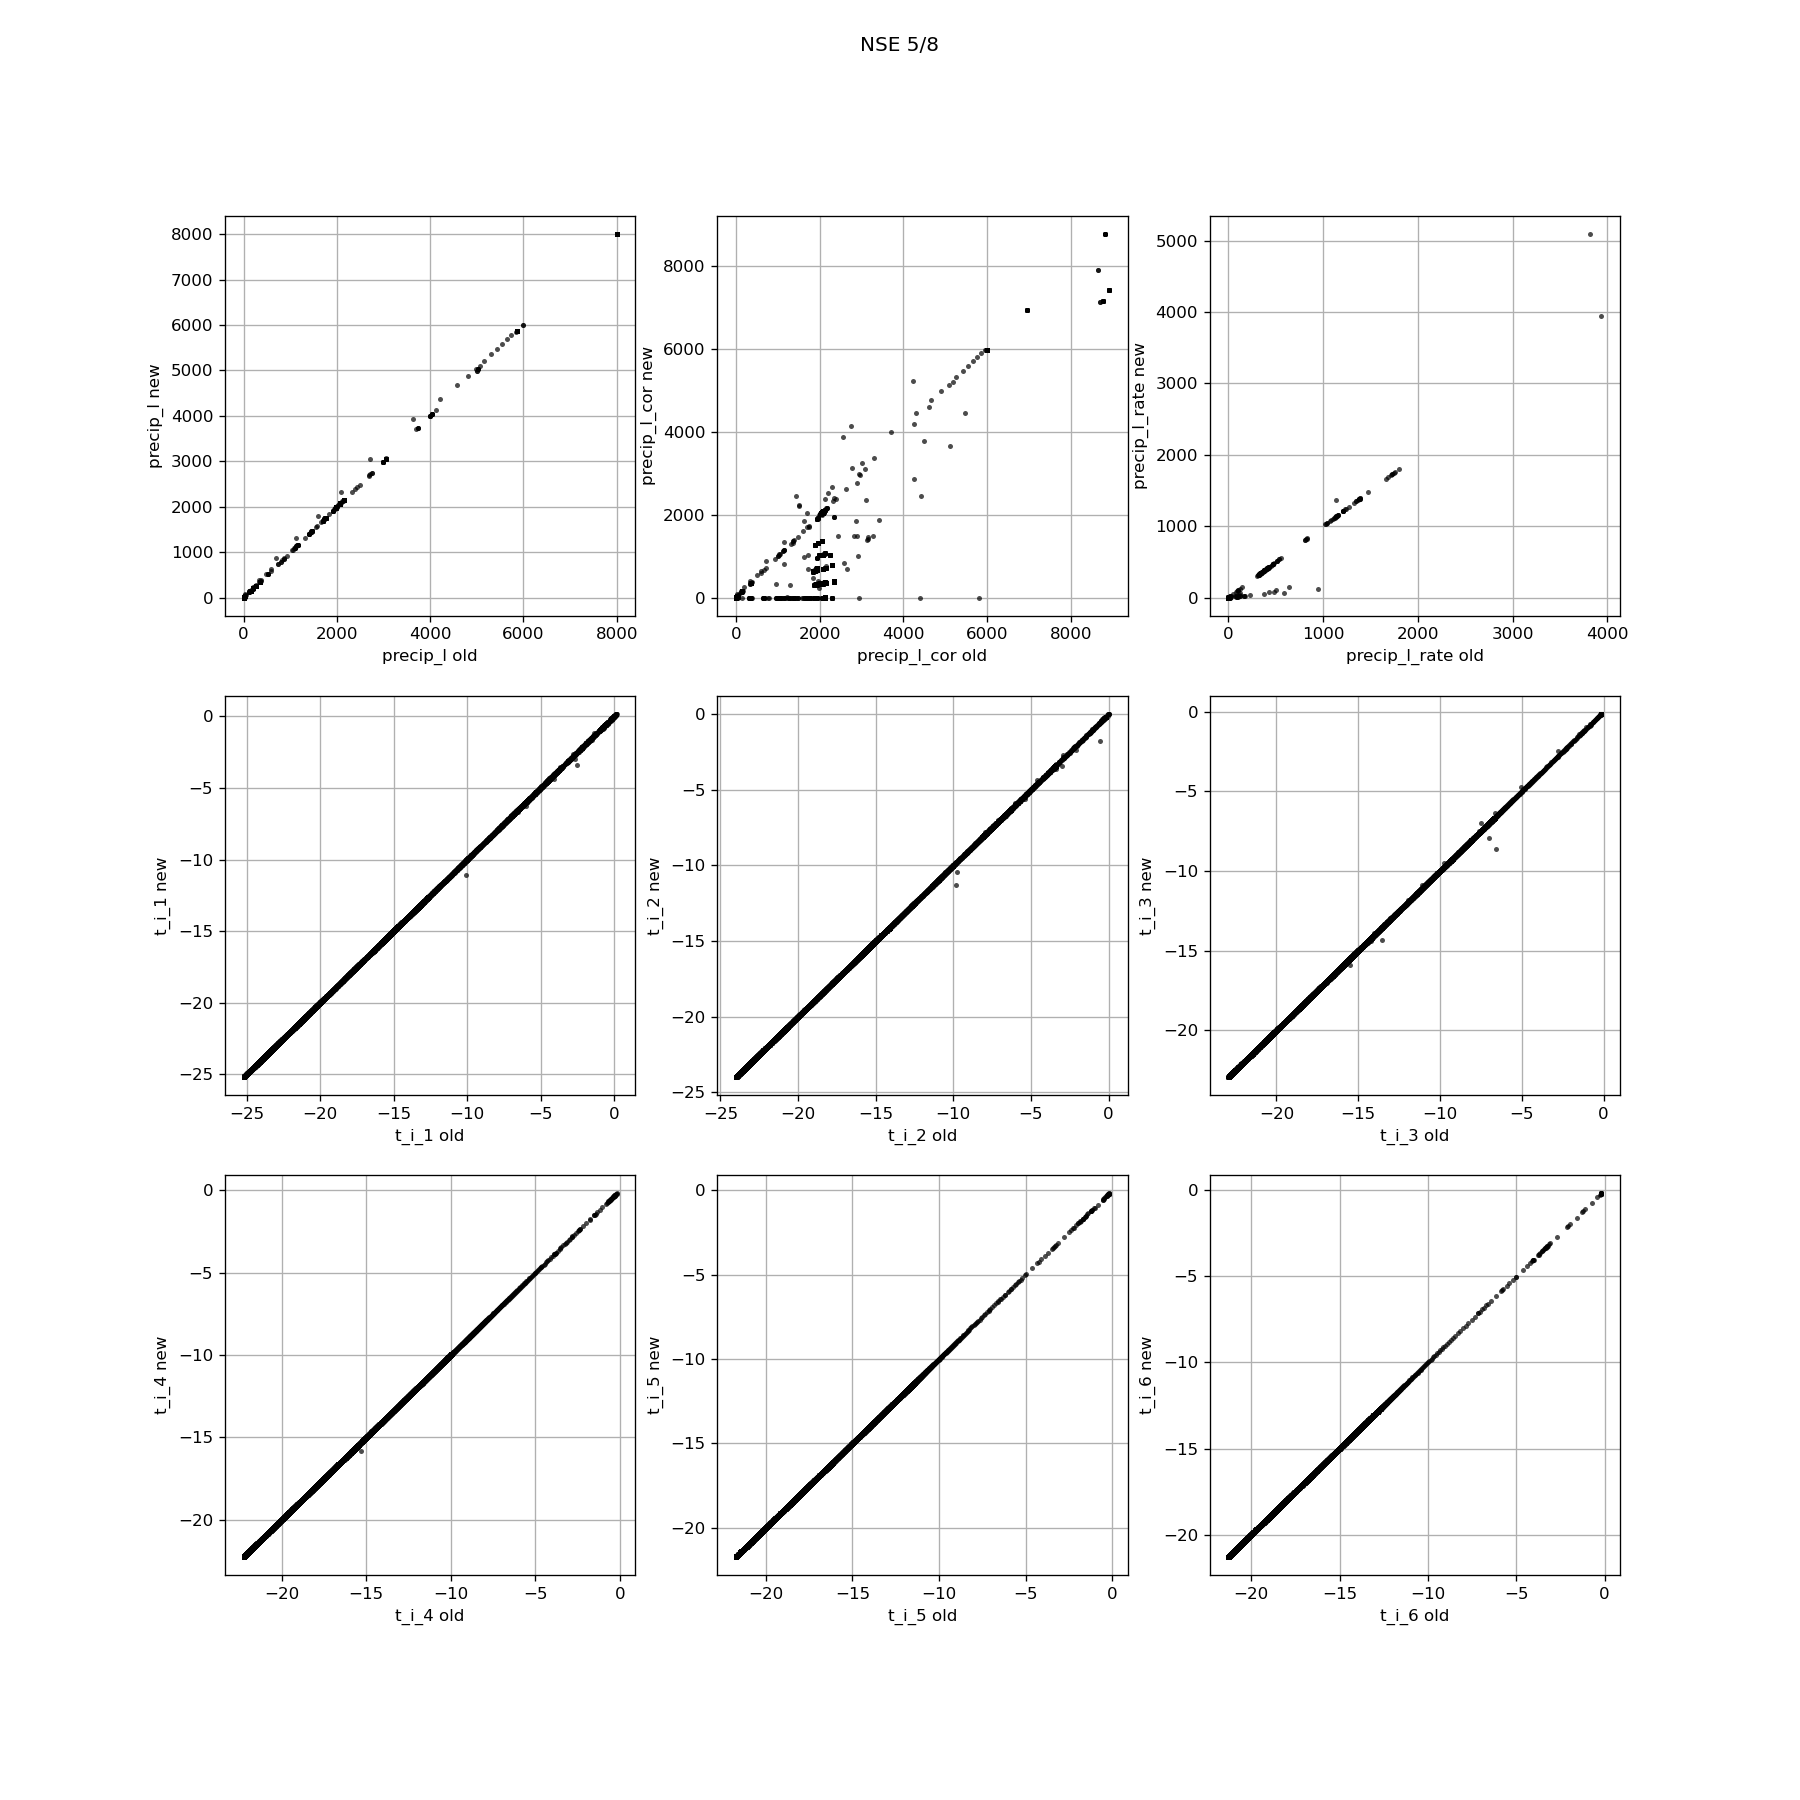 NSE 5/8
8000
7000
6000
5000
4000
3000
2000
1000
0
precip_l new
0 2000 4000 6000 8000
precip_l old
8000
6000
4000
2000
0
precip_l_cor new
0 2000 4000 6000 8000
precip_l_cor old
5000
4000
3000
2000
1000
0
precip_l_rate new
0 1000 2000 3000 4000
precip_l_rate old
0
−5
−10
−15
−20
−25
t_i_1 new
−25 −20 −15 −10 −5 0
t_i_1 old
0
−5
−10
−15
−20
−25
t_i_2 new
−25 −20 −15 −10 −5 0
t_i_2 old
0
−5
−10
−15
−20
t_i_3 new
−20 −15 −10 −5 0
t_i_3 old
0
−5
−10
−15
−20
t_i_4 new
−20 −15 −10 −5 0
t_i_4 old
0
−5
−10
−15
−20
t_i_5 new
−20 −15 −10 −5 0
t_i_5 old
0
−5
−10
−15
−20
t_i_6 new
−20 −15 −10 −5 0
t_i_6 old